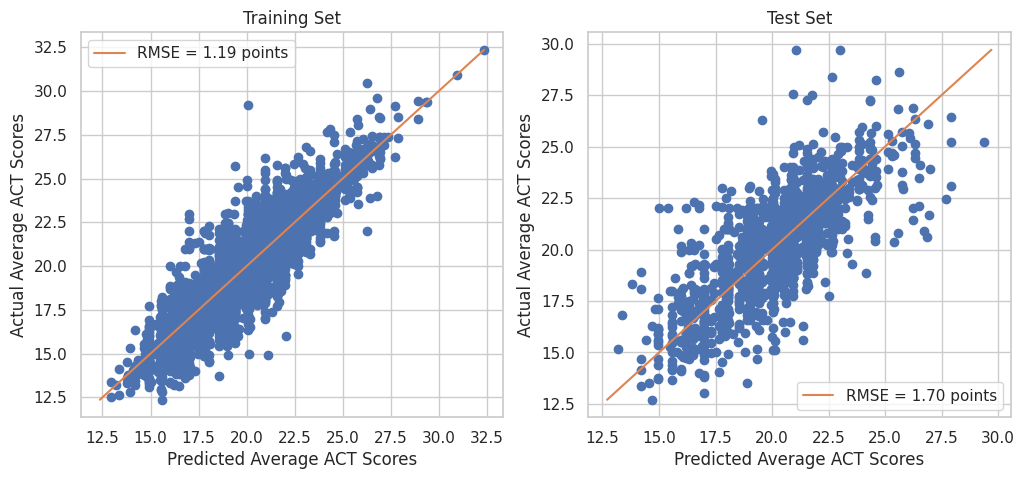 Training Set
RMSE = 1.19 points
32.5
30.0
27.5
25.0
22.5
20.0
17.5
15.0
12.5
Actual Average ACT Scores
12.5 15.0 17.5 20.0 22.5 25.0 27.5 30.0 32.5
Predicted Average ACT Scores
Test Set
30.0
27.5
25.0
22.5
20.0
17.5
15.0
12.5
Actual Average ACT Scores
RMSE = 1.70 points
12.5 15.0 17.5 20.0 22.5 25.0 27.5 30.0
Predicted Average ACT Scores